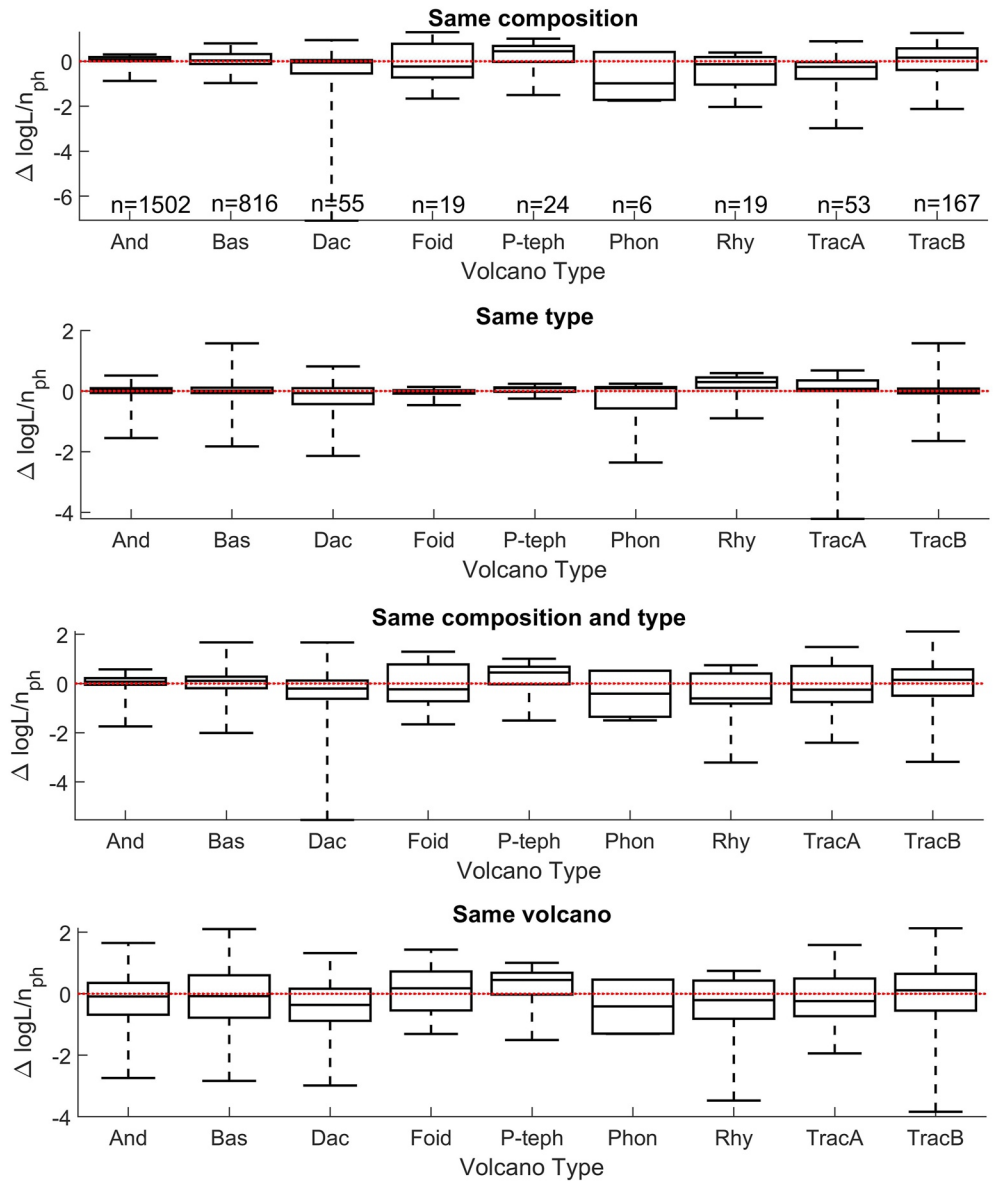 Same composition
0
-2
-4
-6
Δ logL/nph
n=1502 n=816 n=55 n=19 n=24 n=6 n=19 n=53 n=167
And Bas Dac Foid P-teph Phon Rhy TracA TracB
Volcano Type
Same type
2
0
-2
-4
Δ logL/nph
And Bas Dac Foid P-teph Phon Rhy TracA TracB
Volcano Type
Same composition and type
2
0
-2
-4
Δ logL/nph
And Bas Dac Foid P-teph Phon Rhy TracA TracB
Volcano Type
Same volcano
2
0
-2
-4
Δ logL/nph
And Bas Dac Foid P-teph Phon Rhy TracA TracB
Volcano Type